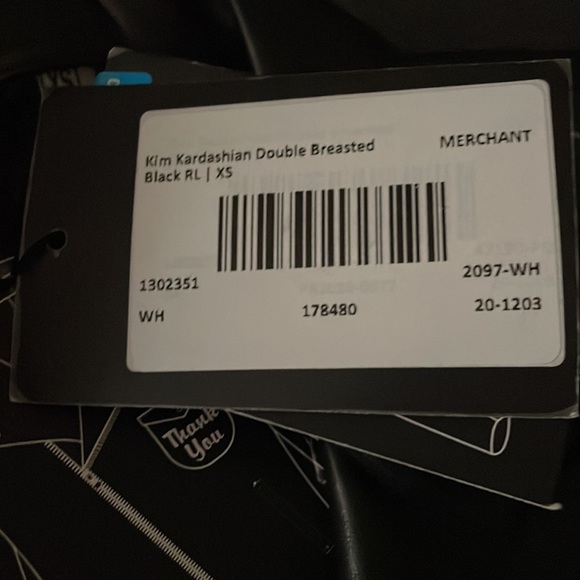 Kim Kardashian Double Breasted
Black RL | XS
MERCHANT
1302351
2097-WH
WH
178480
20-1203
Thank
You